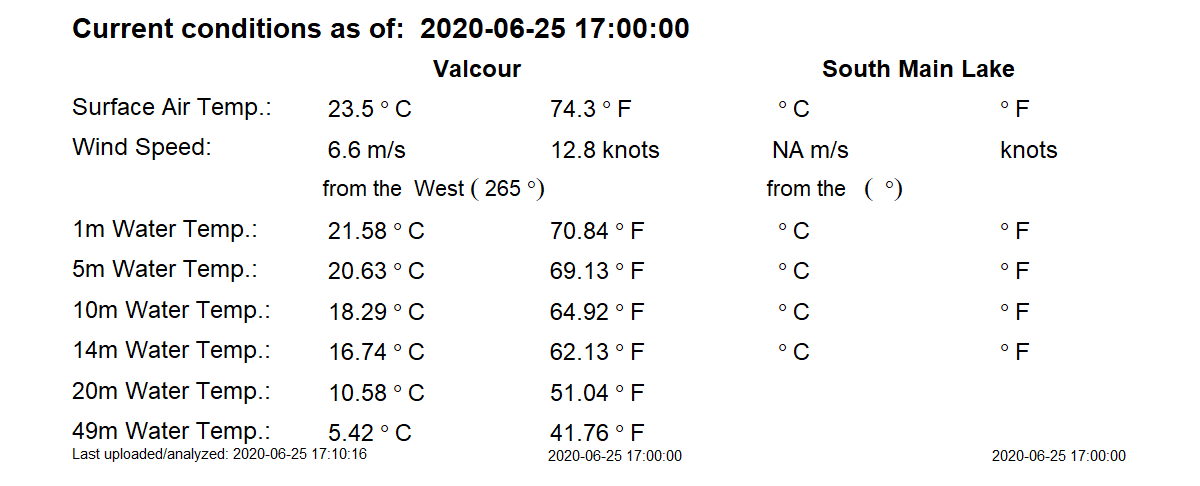 Current conditions as of:  2020-06-25 17:00:00
Valcour South Main Lake
Surface Air Temp.: 23.5 ° C 74.3 ° F ° C ° F
Wind Speed: 6.6 m/s 12.8 knots NA m/s knots
from the  West ( 265 °) from the   (  °)
1m Water Temp.: 21.58 ° C 70.84 ° F ° C ° F
5m Water Temp.: 20.63 ° C 69.13 ° F ° C ° F
10m Water Temp.: 18.29 ° C 64.92 ° F ° C ° F
14m Water Temp.: 16.74 ° C 62.13 ° F ° C ° F
20m Water Temp.: 10.58 ° C 51.04 ° F
49m Water Temp.: 5.42 ° C 41.76 ° F
Last uploaded/analyzed: 2020-06-25 17:10:16 2020-06-25 17:00:00 2020-06-25 17:00:00